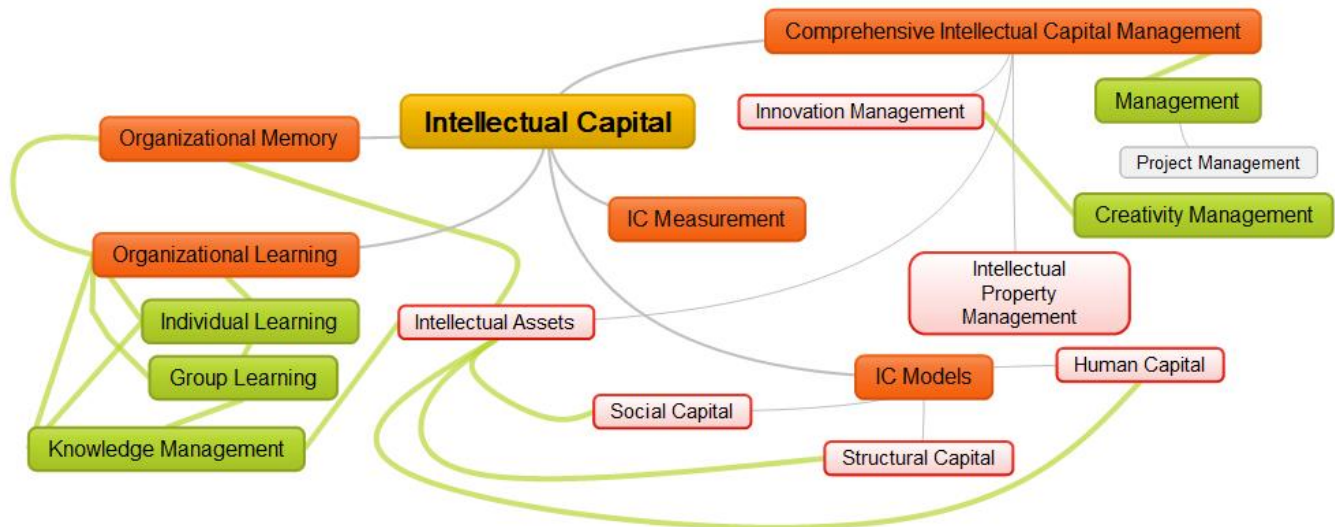 Comprehensive Intellectual Capital Management
Intellectual Capital
Innovation Management
Management
Organizational Memory
Project Management
IC Measurement
Creativity Management
Organizational Learning
Intellectual
Property
Management
Individual Learning
Intellectual Assets
Group Learning
IC Models
Human Capital
Social Capital
Knowledge Management
Structural Capital